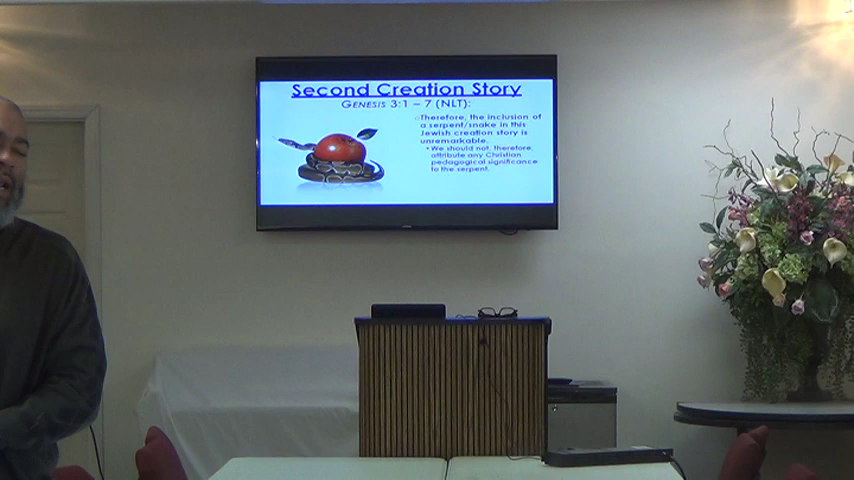 Second Creation Story
GENESIS 3:1 – 7 (NLT):
Therefore, the inclusion of
a serpent/snake in this
Jewish creation story is
unremarkable.
• We should not, therefore,
attribute any Christian
pedagogical significance
to the serpent.